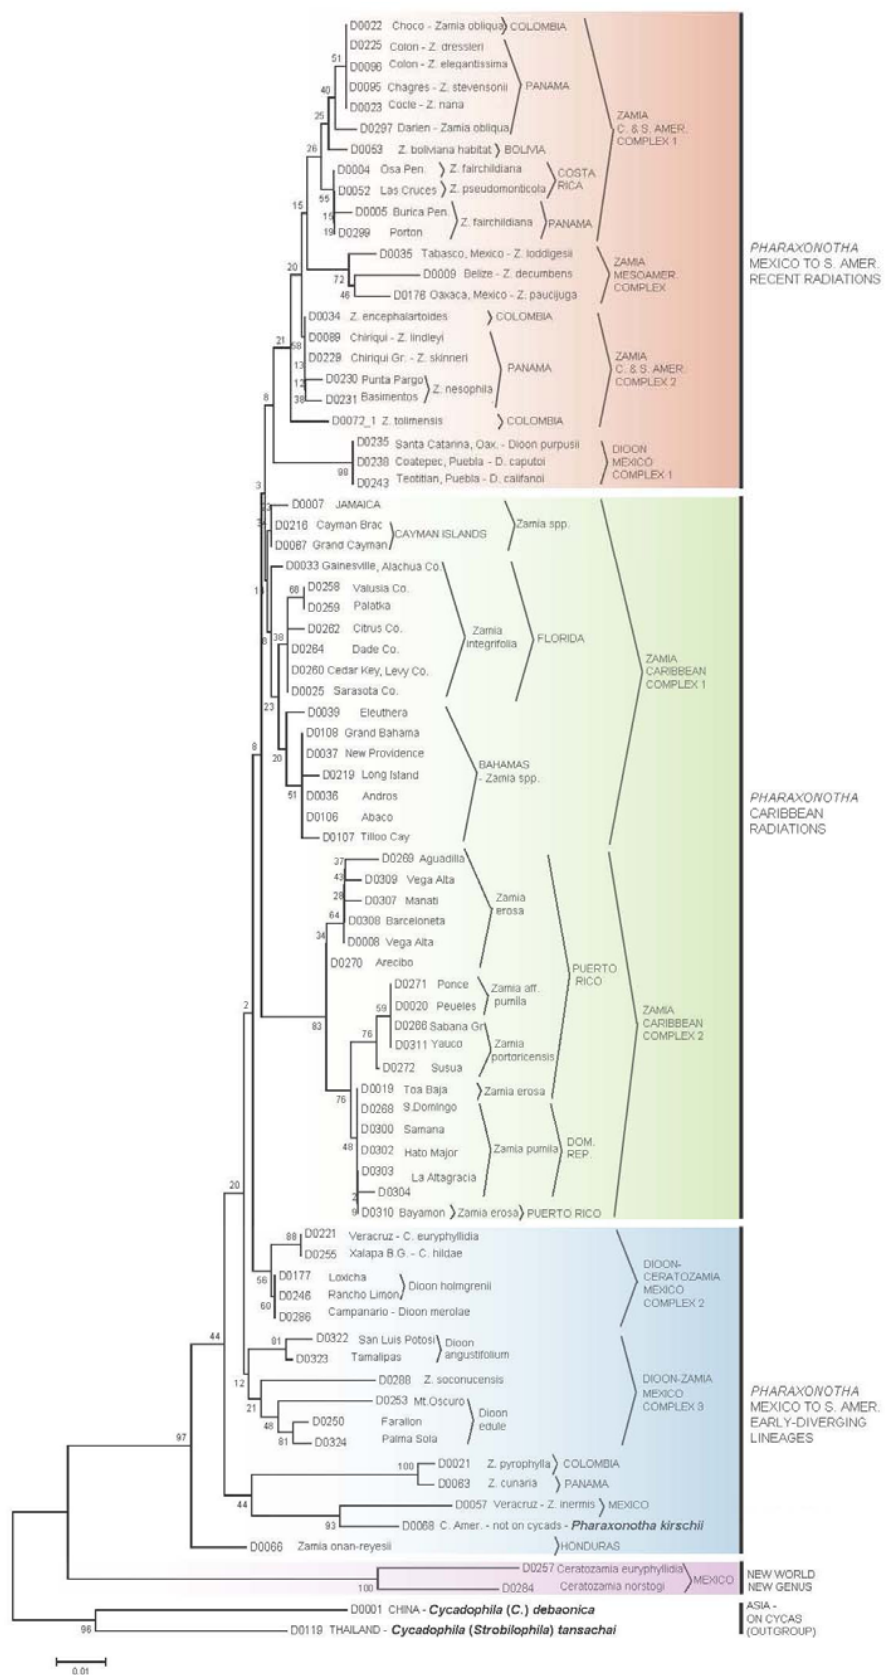 D0022 Choco - Zamia obliqua COLOMBIA
D0225 Colon - Z. dressleri
D0096 Colon - Z. elegantissima
D0095 Chagres - Z. stevensonii PANAMA
D0023 Cocle - Z. nana
D0297 Darien - Zamia obliqua
D0053 Z. boliviana habitat BOLIVIA
D0004 Osa Pen. Z. fairchildiana
D0052 Las Cruces Z. pseudomonticola
COSTA RICA
D0005 Burica Pen.
D0299 Porton
Z. fairchildiana PANAMA
ZAMIA
C. & S. AMER.
COMPLEX 1
D0035 Tabasco, Mexico - Z. loddigesii
D0009 Belize - Z. decumbens
D0176 Oaxaca, Mexico - Z. paucijuga
ZAMIA
MESOAMER.
COMPLEX
D0034 Z. encephalartoides COLOMBIA
D0089 Chiriqui - Z. lindleyi
D0229 Chiriqui Gr. - Z. skinneri
PANAMA
D0230 Punta Pargo
D0231 Basimentos
Z. nesophila
D0072_1 Z. tolimensis COLOMBIA
ZAMIA
C. & S. AMER.
COMPLEX 2
D0235 Santa Catarina, Oax. - Dioon purpusii
D0238 Coatepec, Puebla - D. caputoi
D0243 Teotitlan, Puebla - D. califanoi
DIOON
MEXICO
COMPLEX 1
PHARAXONOTHA
MEXICO TO S. AMER.
RECENT RADIATIONS
D0007 JAMAICA
D0216 Cayman Brac
D0087 Grand Cayman
CAYMAN ISLANDS
Zamia spp.
D0033 Gainesville, Alachua Co.
D0258 Valusia Co.
D0259 Palatka
D0262 Citrus Co.
D0264 Dade Co.
D0260 Cedar Key, Levy Co.
D0025 Sarasota Co.
Zamia
integrifolia
FLORIDA
D0039 Eleuthera
D0108 Grand Bahama
D0037 New Providence
D0219 Long Island
D0036 Andros
D0106 Abaco
D0107 Tilloo Cay
BAHAMAS
- Zamia spp.
ZAMIA
CARIBBEAN
COMPLEX 1
D0269 Aguadilla
D0309 Vega Alta
D0307 Manati
D0308 Barceloneta
D0008 Vega Alta
D0270 Arecibo
Zamia
erosa
D0271 Ponce
D0020 Peueles
Zamia aff.
pumila
D0266 Sabana Gr
D0311 Yauco
D0272 Susua
Zamia
portoricensis
D0019 Toa Baja Zamia erosa
PUERTO
RICO
D0268 S.Domingo
D0300 Samana
D0302 Hato Major
D0303
La Altagracia
D0304
Zamia pumila
DOM.
REP.
D0310 Bayamon Zamia erosa PUERTO RICO
ZAMIA
CARIBBEAN
COMPLEX 2
PHARAXONOTHA
CARIBBEAN
RADIATIONS
D0221 Veracruz - C. euryphyllidia
D0255 Xalapa B.G. - C. hildae
D0177 Loxicha
D0246 Rancho Limon
Dioon holmgrenii
D0286 Campanario - Dioon merolae
DIOON-
CERATOZAMIA
MEXICO
COMPLEX 2
D0322 San Luis Potosi
D0323 Tamalipas
Dioon
angustifolium
D0288 Z. soconucensis
D0253 Mt.Oscuro
D0250 Farallon
D0324 Palma Sola
Dioon
edule
DIOON-ZAMIA
MEXICO
COMPLEX 3
D0021 Z. pyrophylla COLOMBIA
D0063 Z. cunaria PANAMA
D0057 Veracruz - Z. inermis MEXICO
D0068 C. Amer. - not on cycads - Pharaxonotha kirschii
D0066 Zamia onan-reyesii HONDURAS
PHARAXONOTHA
MEXICO TO S. AMER.
EARLY-DIVERGING
LINEAGES
D0257 Ceratozamia euryphyllidia
D0284 Ceratozamia norstogi
MEXICO
NEW WORLD
NEW GENUS
D0001 CHINA - Cycadophila (C.) debaonica
D0119 THAILAND - Cycadophila (Strobilophila) tansachai
ASIA -
ON CYCAS
(OUTGROUP)
0.01